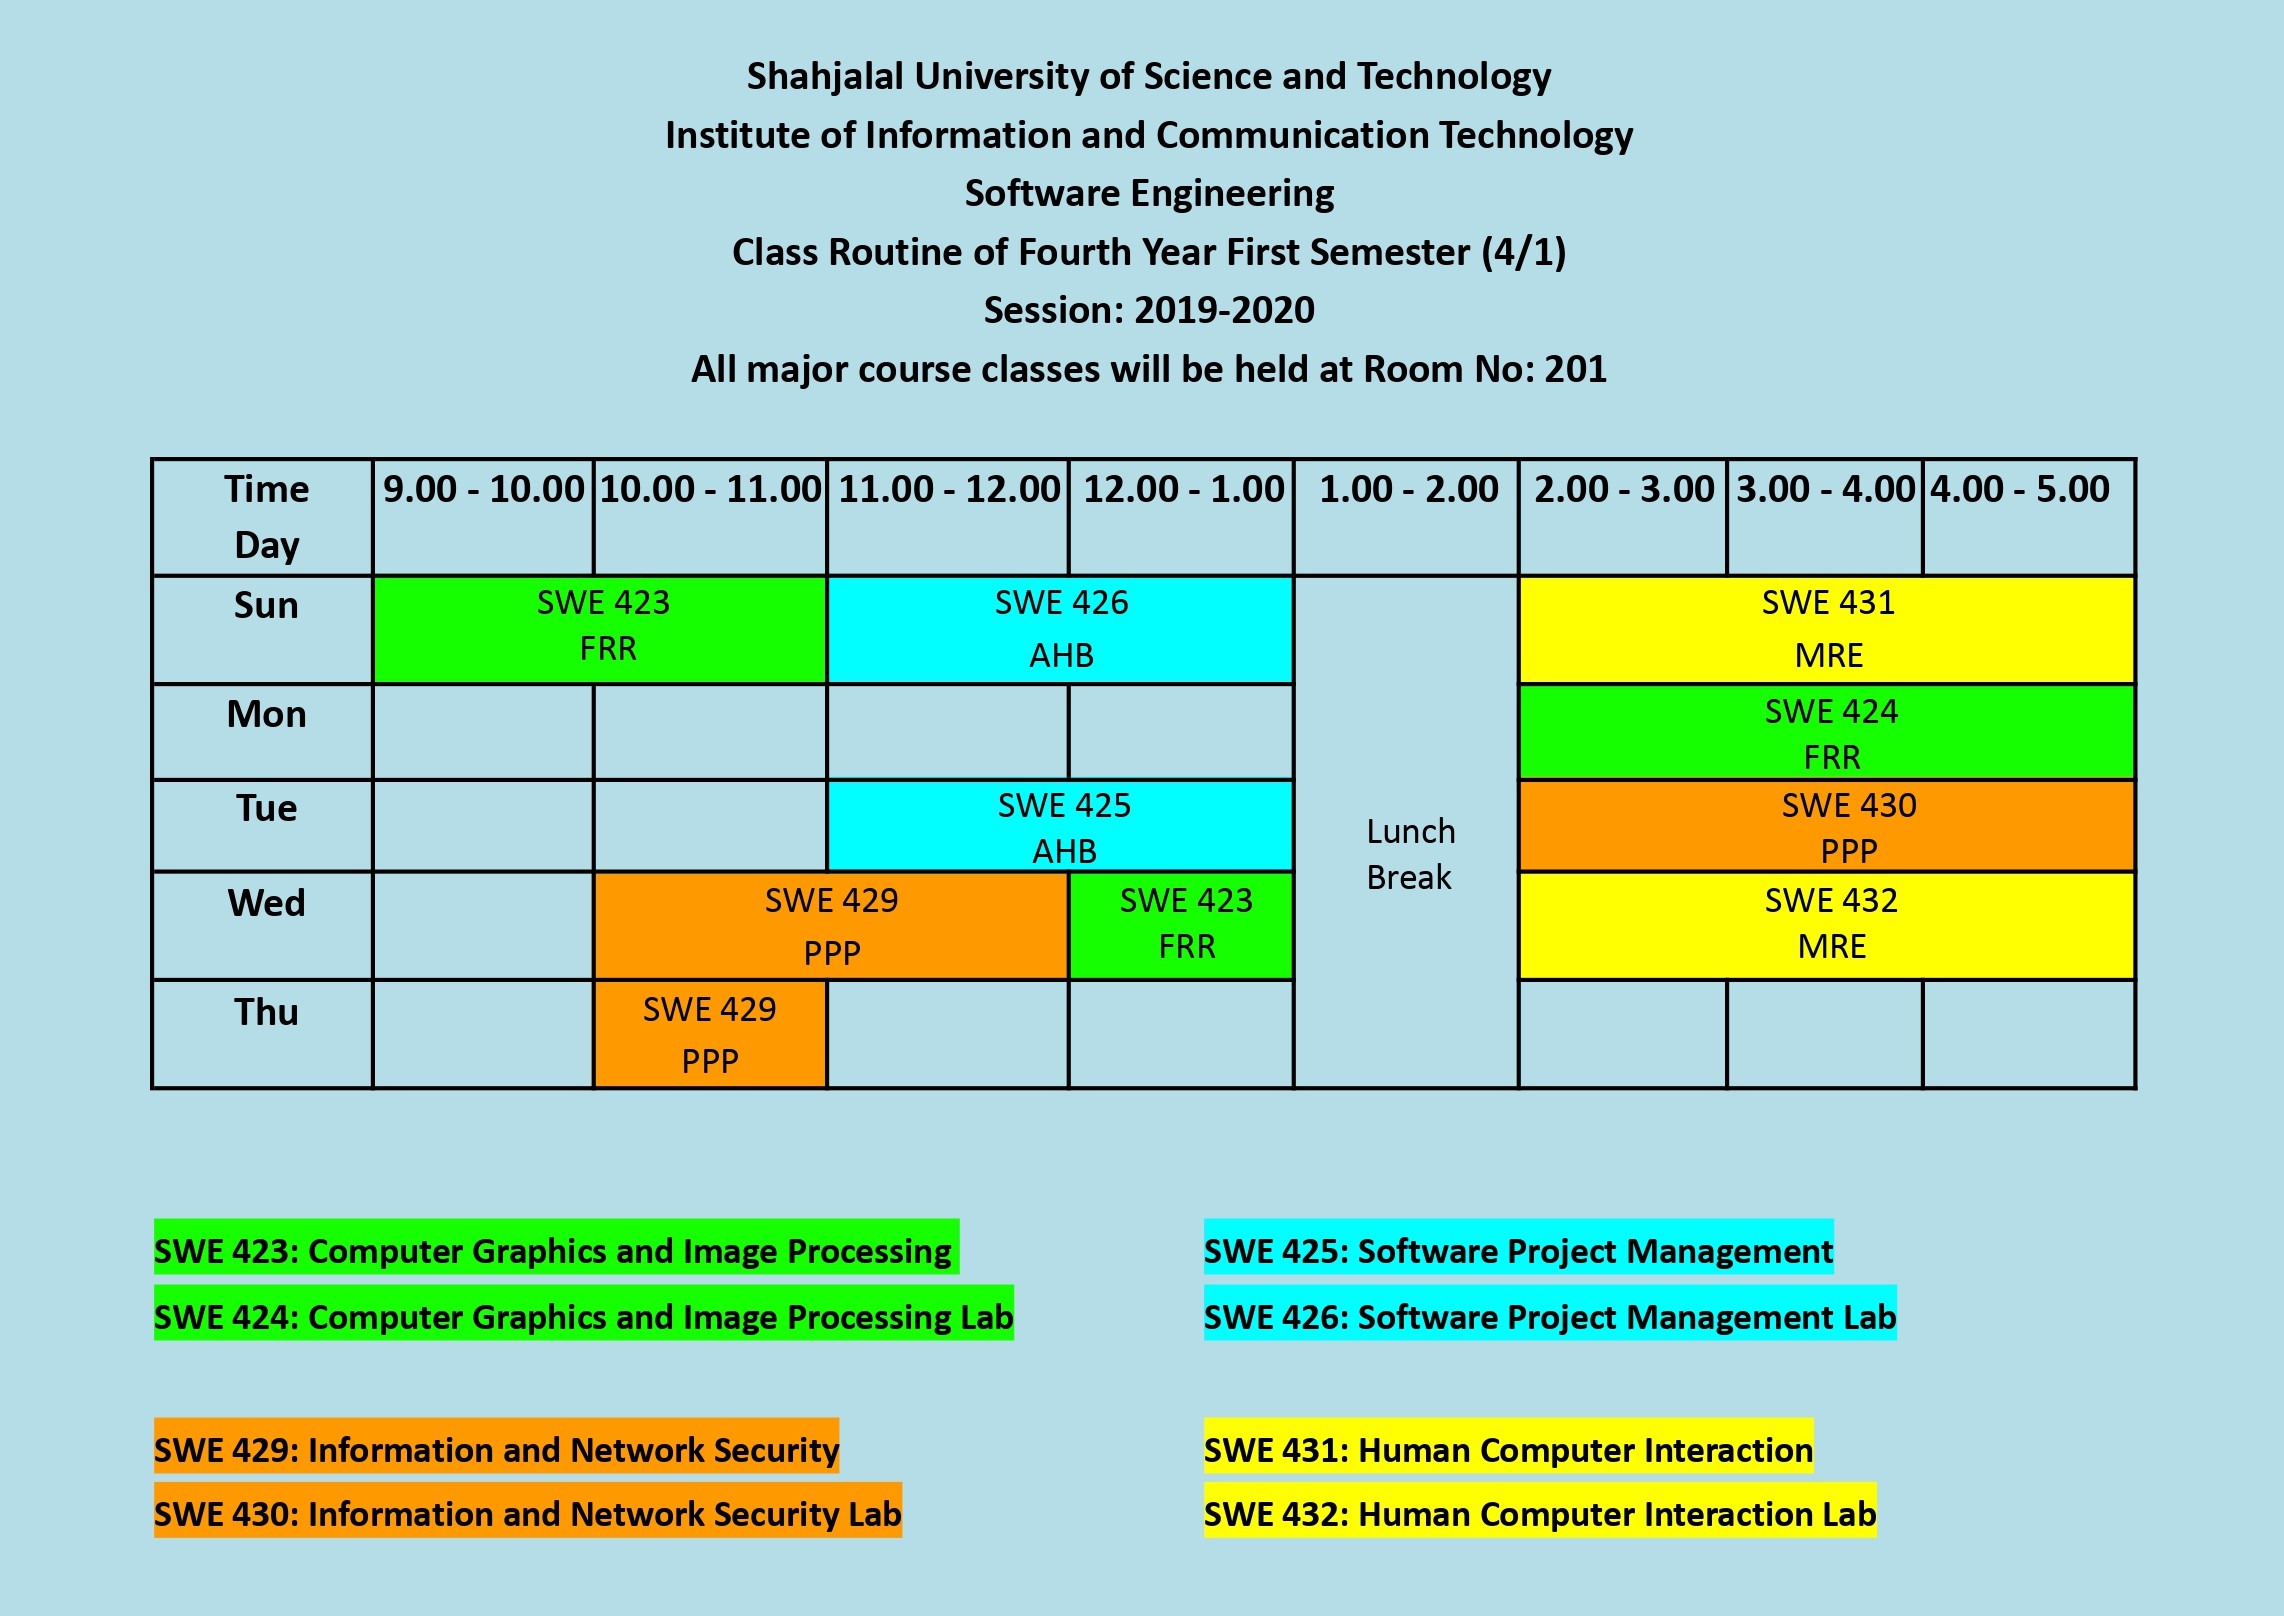 Shahjalal University of Science and Technology
Institute of Information and Communication Technology
Software Engineering
Class Routine of Fourth Year First Semester (4/1)
Session: 2019-2020
All major course classes will be held at Room No: 201
Time 9.00 - 10.00 10.00 - 11.00 11.00 - 12.00 12.00 - 1.00 1.00 - 2.00 2.00 - 3.00 3.00 - 4.00 4.00 - 5.00
Day
Sun SWE 423 SWE 426 SWE 431
FRR AHB MRE
Mon SWE 424
FRR
Tue SWE 425 SWE 430
AHB PPP
Lunch
Break
Wed SWE 429 SWE 423 SWE 432
PPP FRR MRE
Thu SWE 429
PPP
SWE 423: Computer Graphics and Image Processing
SWE 424: Computer Graphics and Image Processing Lab
SWE 425: Software Project Management
SWE 426: Software Project Management Lab
SWE 429: Information and Network Security
SWE 430: Information and Network Security Lab
SWE 431: Human Computer Interaction
SWE 432: Human Computer Interaction Lab